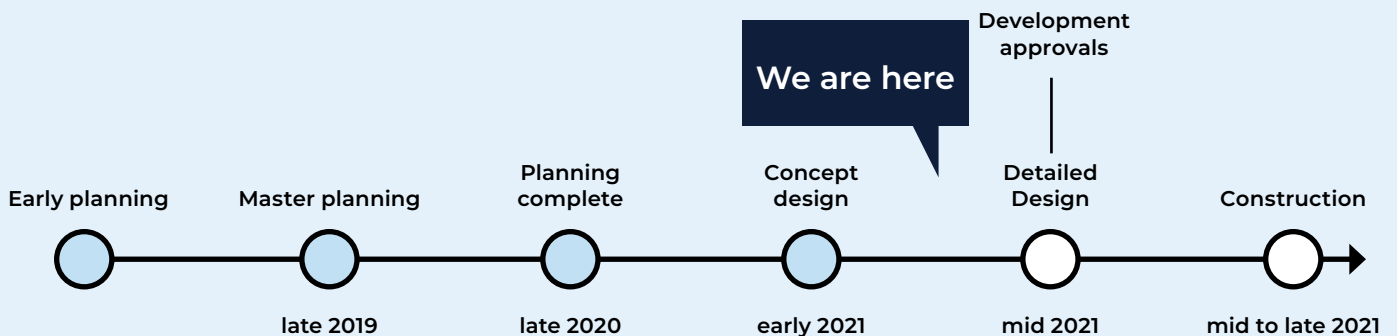 Development
approvals
We are here
Early planning
Master planning
Planning
complete
Concept
design
Detailed
Design
Construction
late 2019
late 2020
early 2021
mid 2021
mid to late 2021